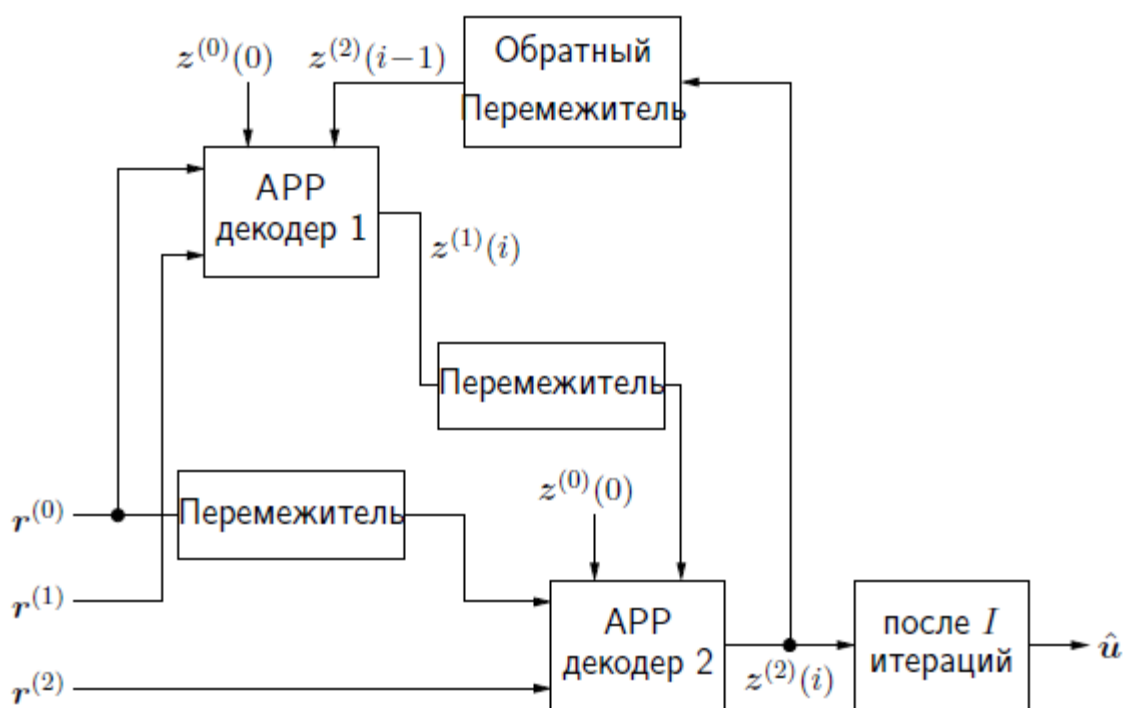 z^{(0)}(0)
z^{(2)}(i−1)
Обратный
Перемежитель
APP
декодер 1
z^{(1)}(i)
Перемежитель
z^{(0)}(0)
r^{(0)}
Перемежитель
r^{(1)}
APP
декодер 2
после I
итераций
û
r^{(2)}
z^{(2)}(i)